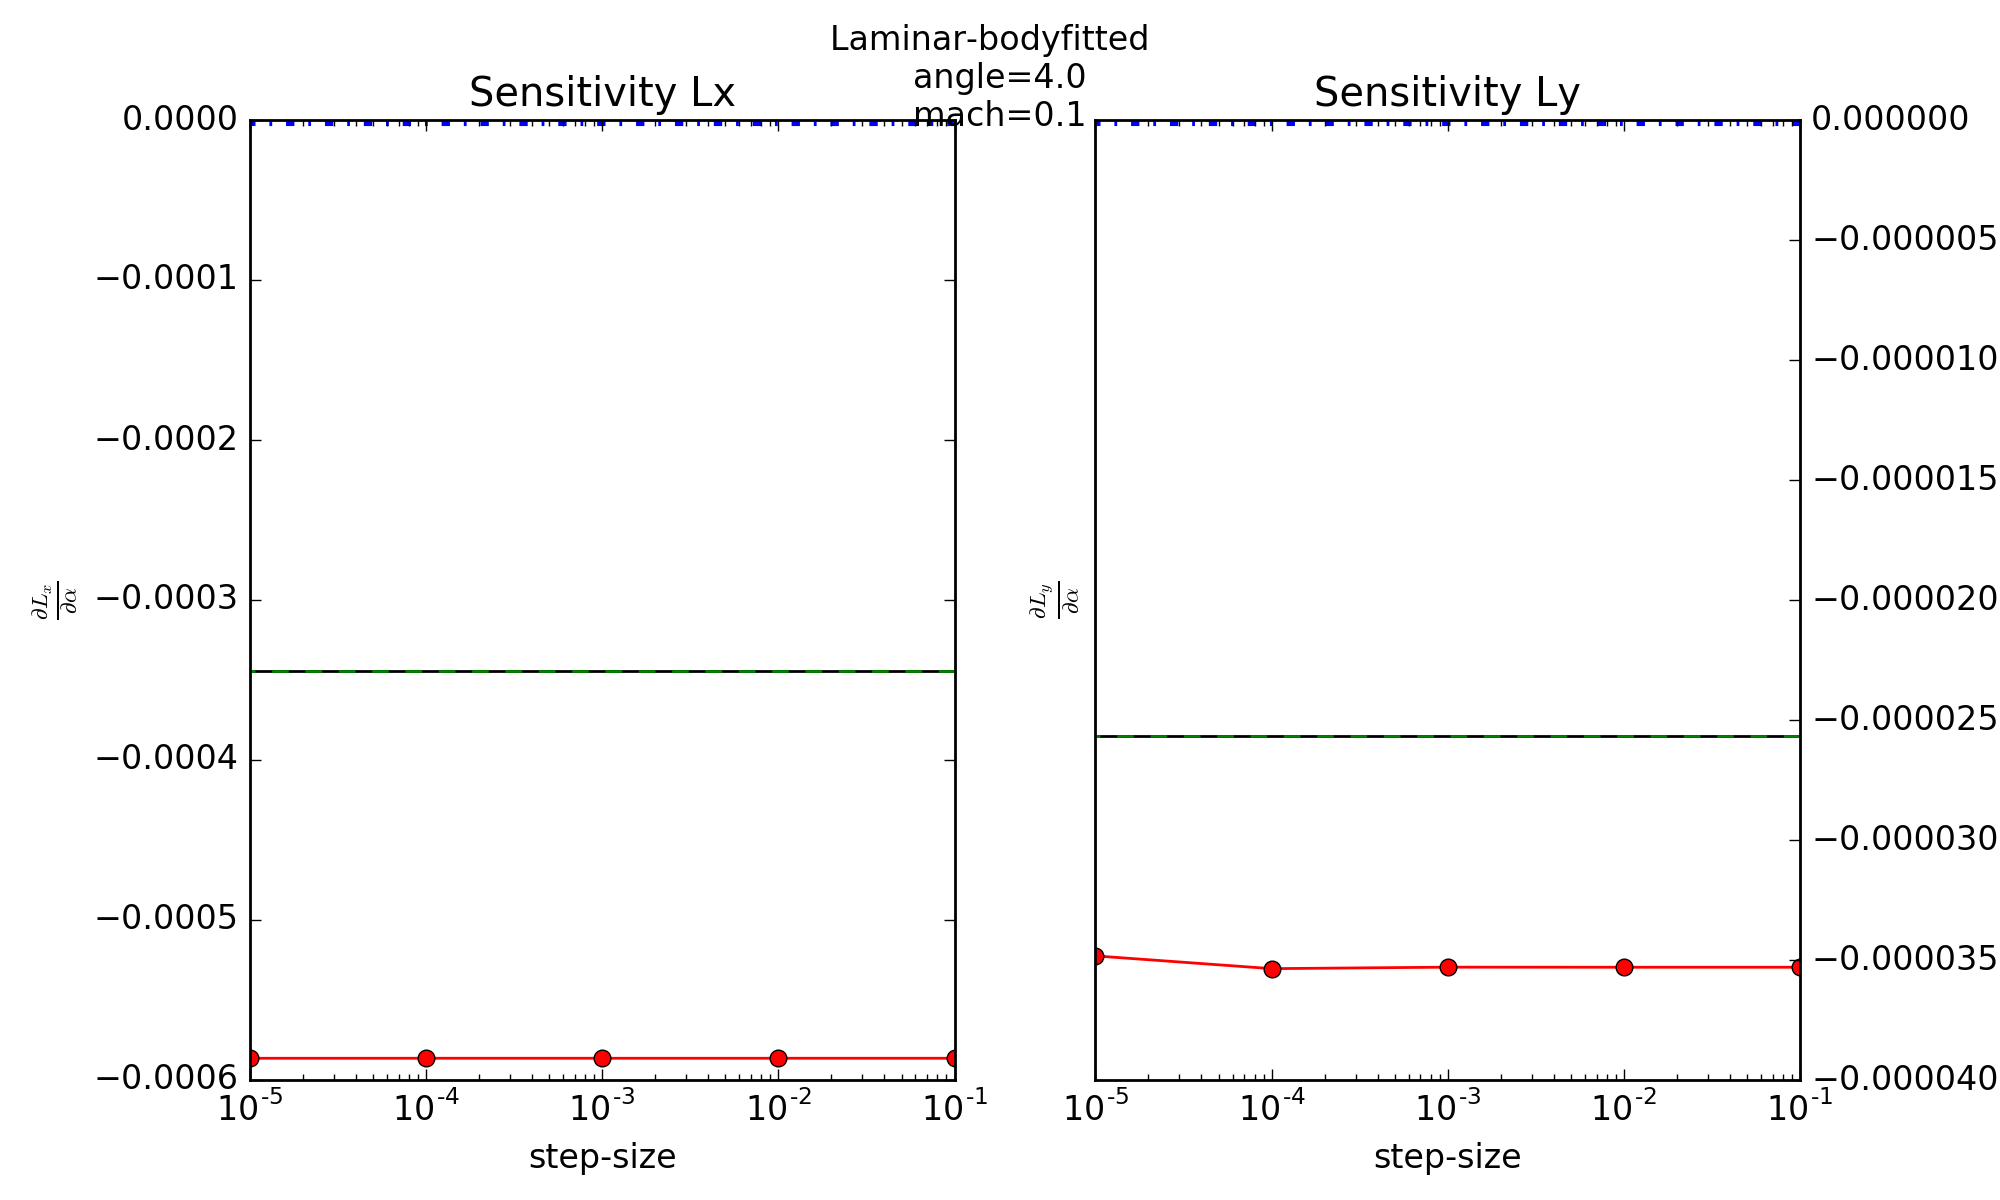 Laminar-bodyfitted
angle=4.0
mach=0.1
Sensitivity Lx
0.0000
−0.0001
−0.0002
−0.0003
−0.0004
−0.0005
−0.0006
∂Lₓ/∂α
10⁻⁵ 10⁻⁴ 10⁻³ 10⁻² 10⁻¹
step-size
Sensitivity Ly
∂L_y/∂α
0.000000
−0.000005
−0.000010
−0.000015
−0.000020
−0.000025
−0.000030
−0.000035
−0.000040
10⁻⁵ 10⁻⁴ 10⁻³ 10⁻² 10⁻¹
step-size